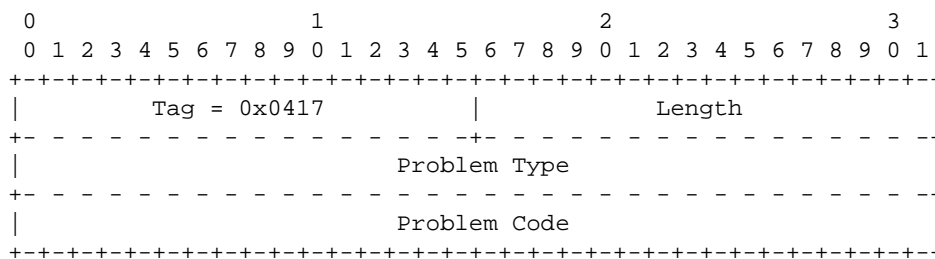 0                   1                   2                   3
0 1 2 3 4 5 6 7 8 9 0 1 2 3 4 5 6 7 8 9 0 1 2 3 4 5 6 7 8 9 0 1
+-+-+-+-+-+-+-+-+-+-+-+-+-+-+-+-+-+-+-+-+-+-+-+-+-+-+-+-+-+-+-+-
|         Tag = 0x0417          |            Length
+- - - - - - - - - - - - - - - -+- - - - - - - - - - - - - - - --
|                          Problem Type
+- - - - - - - - - - - - - - - - - - - - - - - - - - - - - - - --
|                          Problem Code
+-+-+-+-+-+-+-+-+-+-+-+-+-+-+-+-+-+-+-+-+-+-+-+-+-+-+-+-+-+-+-+-